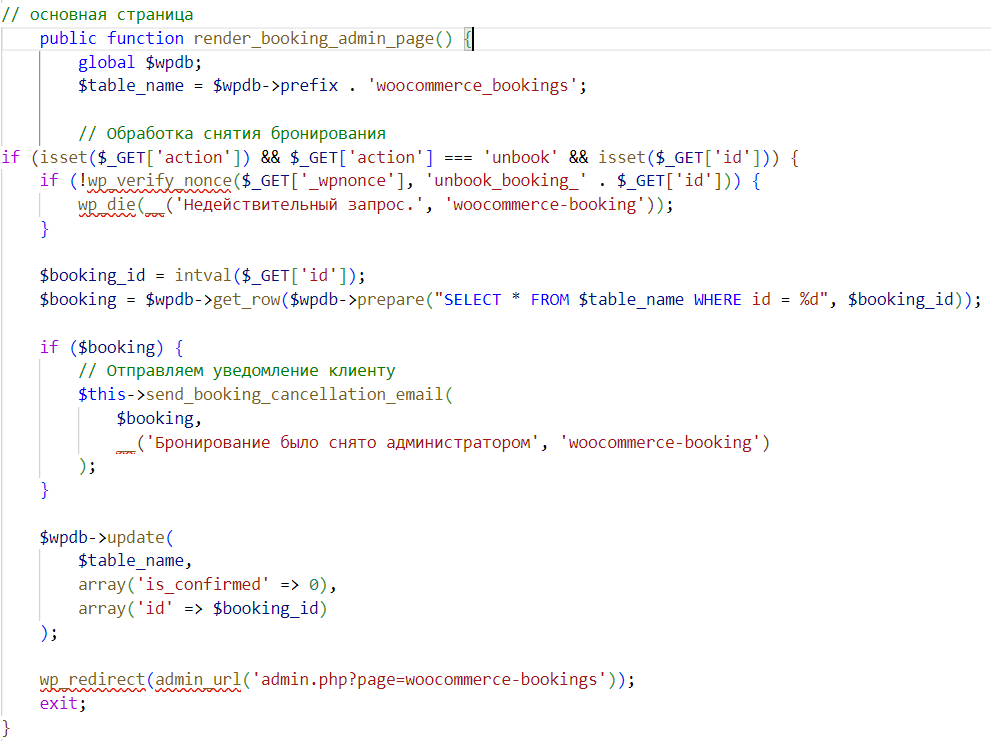 // основная страница
public function render_booking_admin_page() {
global $wpdb;
$table_name = $wpdb->prefix . 'woocommerce_bookings';
// Обработка снятия бронирования
if (isset($_GET['action']) && $_GET['action'] === 'unbook' && isset($_GET['id'])) {
if (!wp_verify_nonce($_GET['_wpnonce'], 'unbook_booking_' . $_GET['id'])) {
wp_die(__('Недействительный запрос.', 'woocommerce-booking'));
}
$booking_id = intval($_GET['id']);
$booking = $wpdb->get_row($wpdb->prepare("SELECT * FROM $table_name WHERE id = %d", $booking_id));
if ($booking) {
// Отправляем уведомление клиенту
$this->send_booking_cancellation_email(
$booking,
__('Бронирование было снято администратором', 'woocommerce-booking')
);
}
$wpdb->update(
$table_name,
array('is_confirmed' => 0),
array('id' => $booking_id)
);
wp_redirect(admin_url('admin.php?page=woocommerce-bookings'));
exit;
}